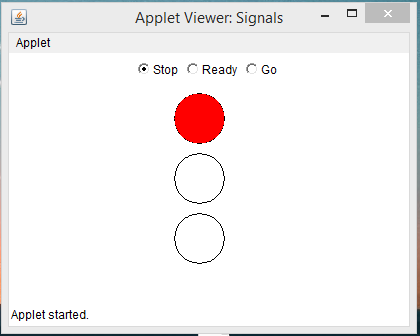 Applet Viewer: Signals
Applet
Stop Ready Go
Applet started.